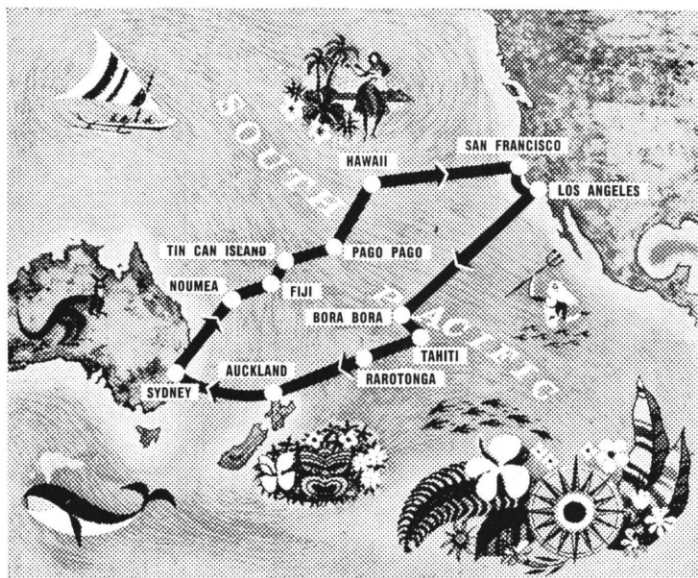 SOUTH
PACIFIC
SAN FRANCISCO
HAWAII
LOS ANGELES
TIN CAN ISLAND
PAGO PAGO
NOUMEA
FIJI
BORA BORA
TAHITI
AUCKLAND
RAROTONGA
SYDNEY